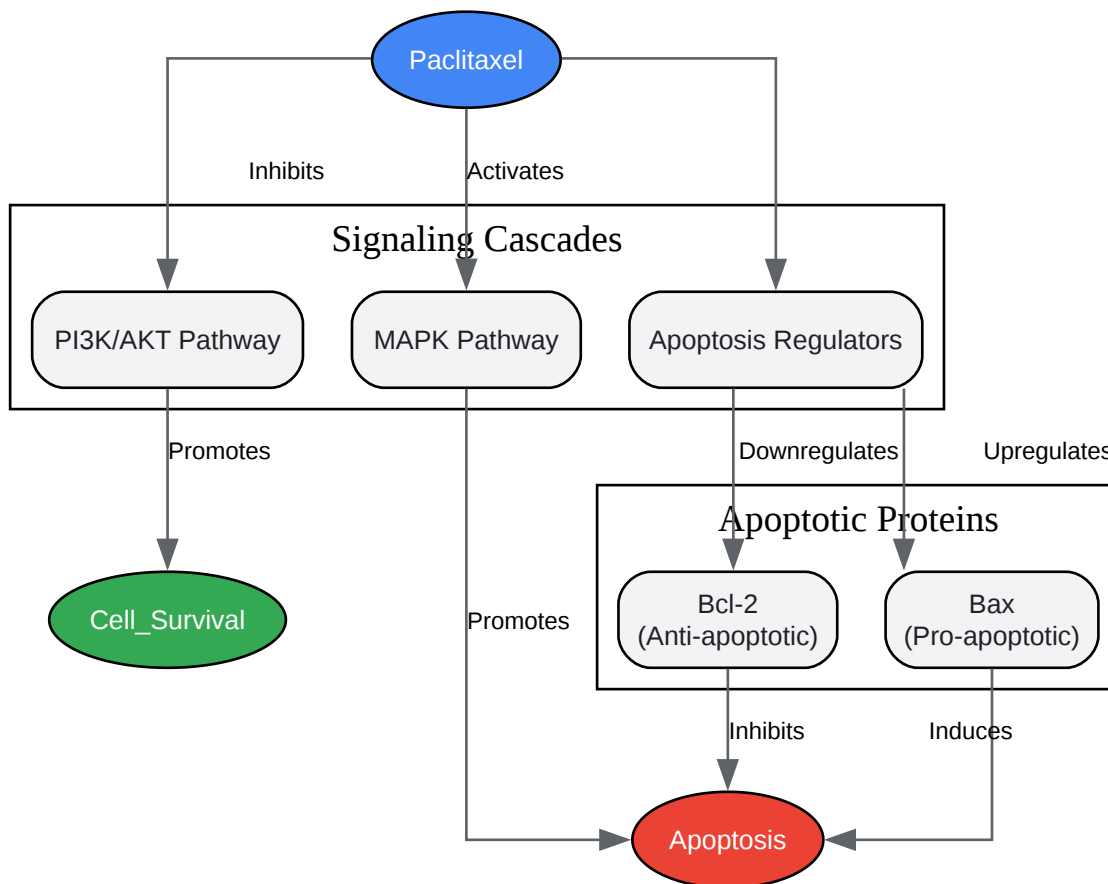 Paclitaxel
Inhibits
Activates
Signaling Cascades
PI3K/AKT Pathway
MAPK Pathway
Apoptosis Regulators
Promotes
Downregulates
Upregulates
Apoptotic Proteins
Cell_Survival
Promotes
Bcl-2
(Anti-apoptotic)
Bax
(Pro-apoptotic)
Inhibits
Induces
Apoptosis